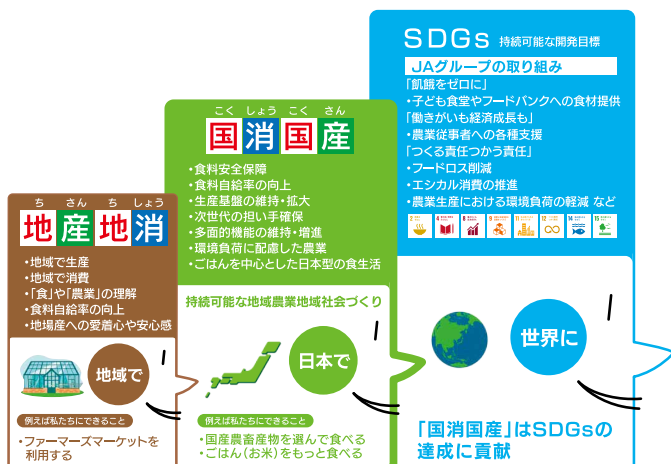 ち さん ち しょう
地産地消
・地域で生産
・地域で消費
・「食」や「農業」の理解
・食料自給率の向上
・地場産への愛着心や安心感
地域で
例えば私たちにできること
・ファーマーズマーケットを
利用する
こく しょう こく さん
国消国産
・食料安全保障
・食料自給率の向上
・生産基盤の維持・拡大
・次世代の担い手確保
・多面的機能の維持・増進
・環境負荷に配慮した農業
・ごはんを中心とした日本型の食生活
持続可能な地域農業地域社会づくり
日本で
例えば私たちにできること
・国産農畜産物を選んで食べる
・ごはん(お米)をもっと食べる
SDGs 持続可能な開発目標
JAグループの取り組み
「飢餓をゼロに」
・子ども食堂やフードバンクへの食材提供
「働きがいも経済成長も」
・農業従事者への各種支援
「つくる責任つかう責任」
・フードロス削減
・エシカル消費の推進
・農業生産における環境負荷の軽減 など
世界に
「国消国産」はSDGsの
達成に貢献